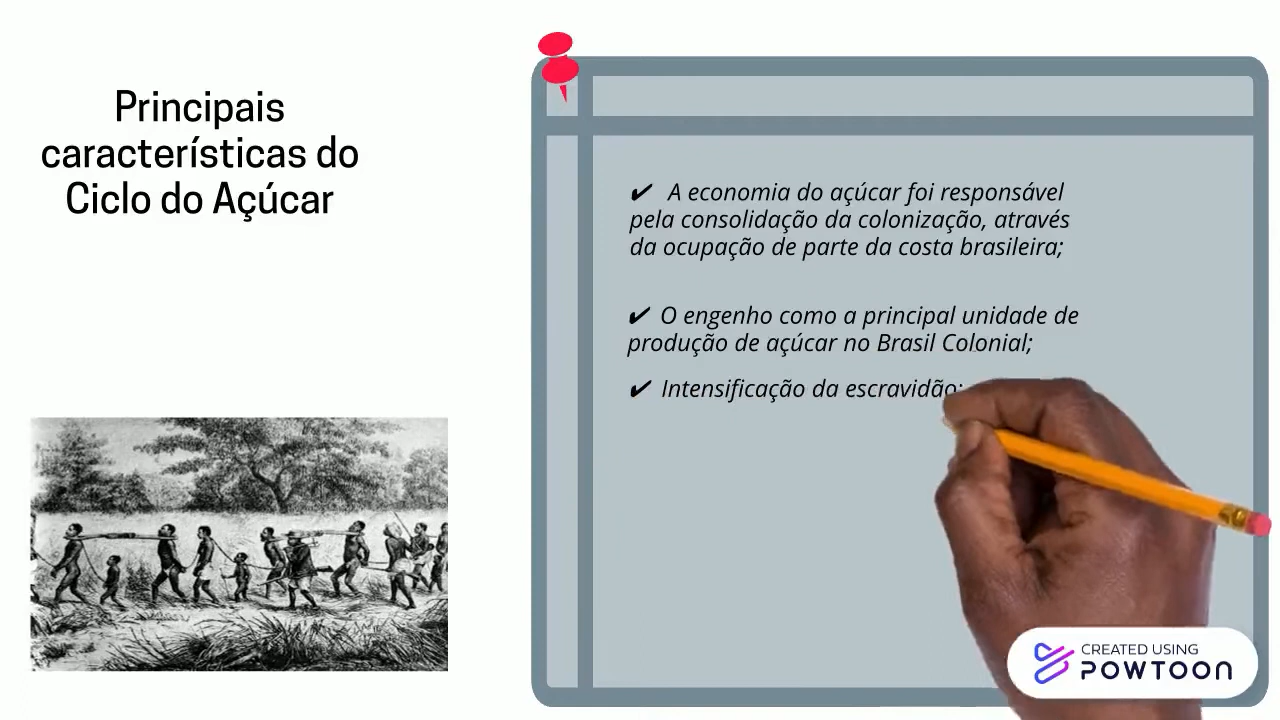 Principais
características do
Ciclo do Açúcar
✔ A economia do açúcar foi responsável
pela consolidação da colonização, através
da ocupação de parte da costa brasileira;
✔ O engenho como a principal unidade de
produção de açúcar no Brasil Colonial;
✔ Intensificação da escravidão;
CREATED USING
POWTOON